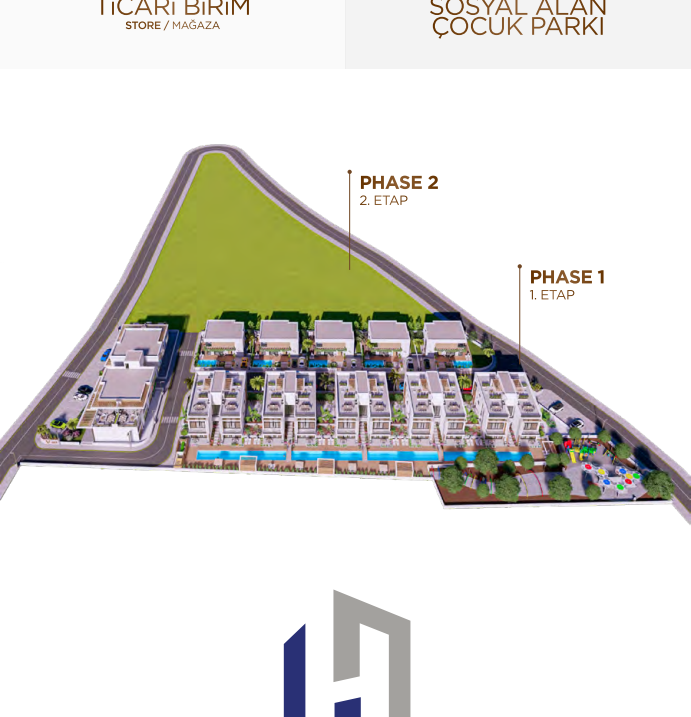 TİCARİ BİRİM
STORE / MAĞAZA
SOSYAL ALAN
ÇOCUK PARKI
PHASE 2
2. ETAP
PHASE 1
1. ETAP